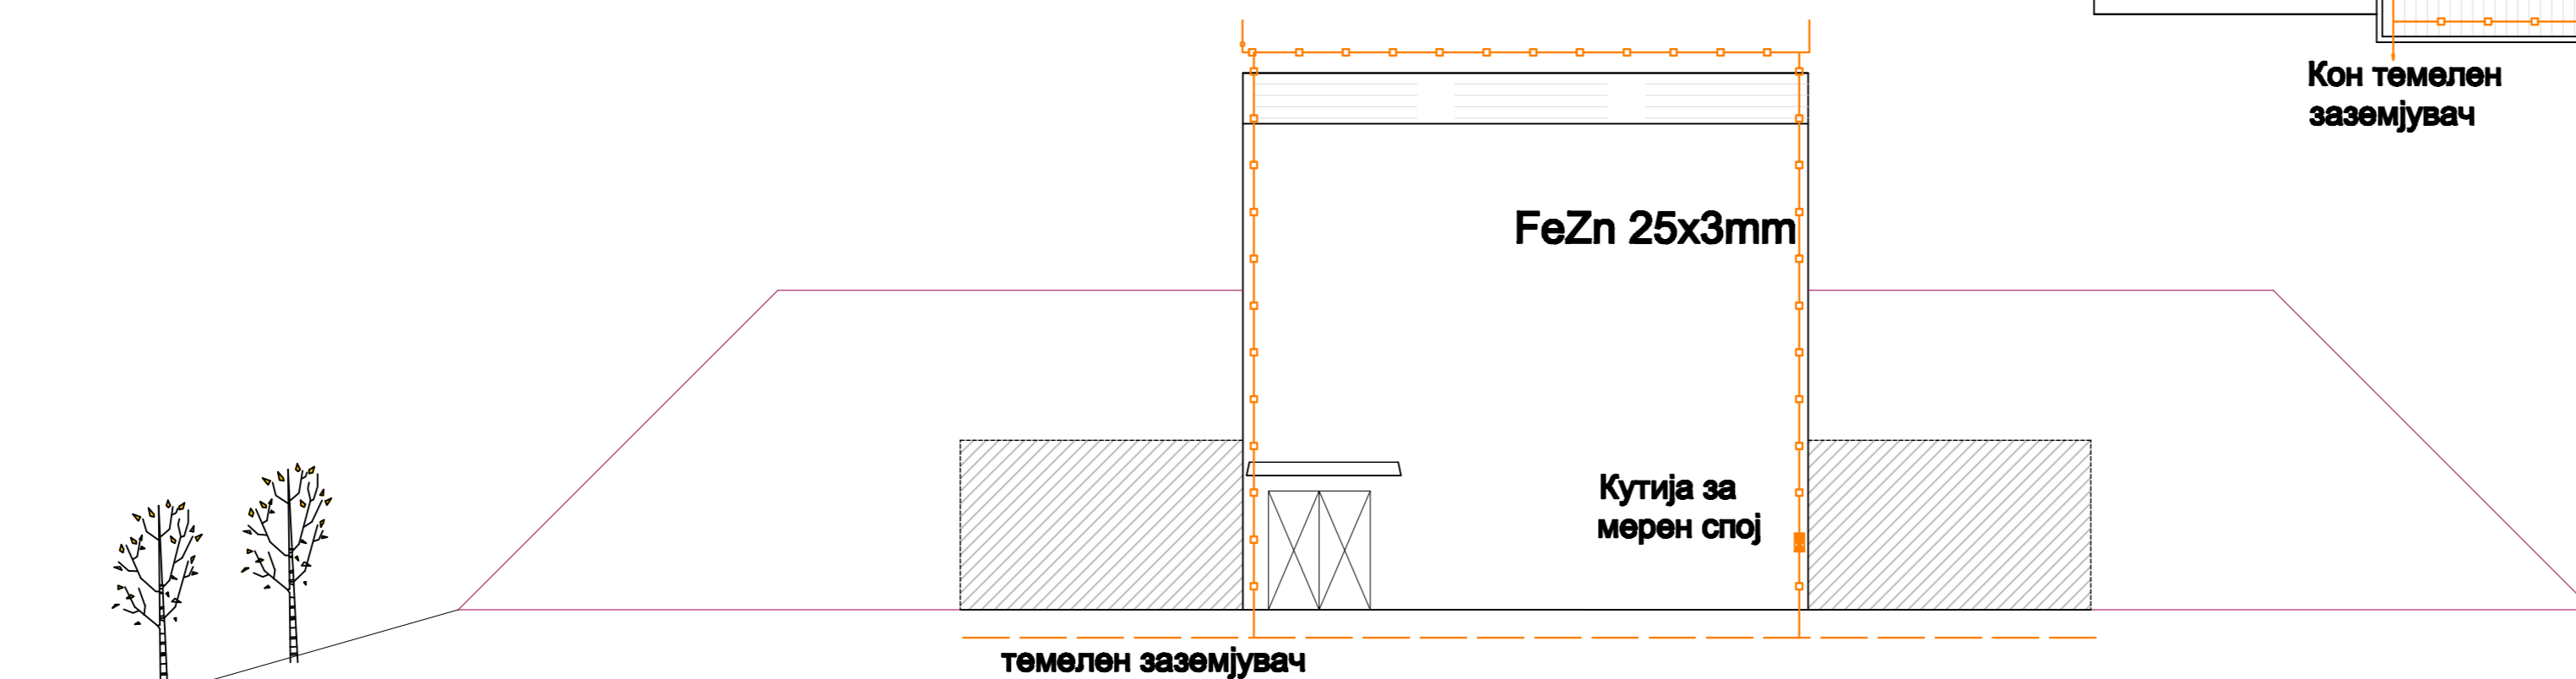 Кон темелен
заземјувач
FeZn 25x3mm
Кутија за
мерен спој
темелен заземјувач